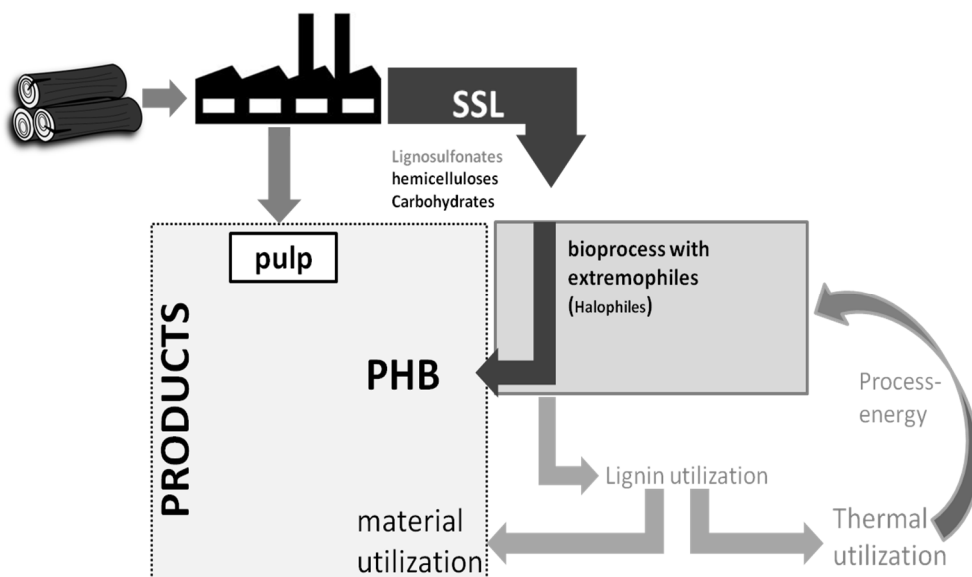 SSL
Lignosulfonates
hemicelluloses
Carbohydrates
pulp
bioprocess with
extremophiles
(Halophiles)
PRODUCTS
PHB
Process-
energy
Lignin utilization
material
utilization
Thermal
utilization